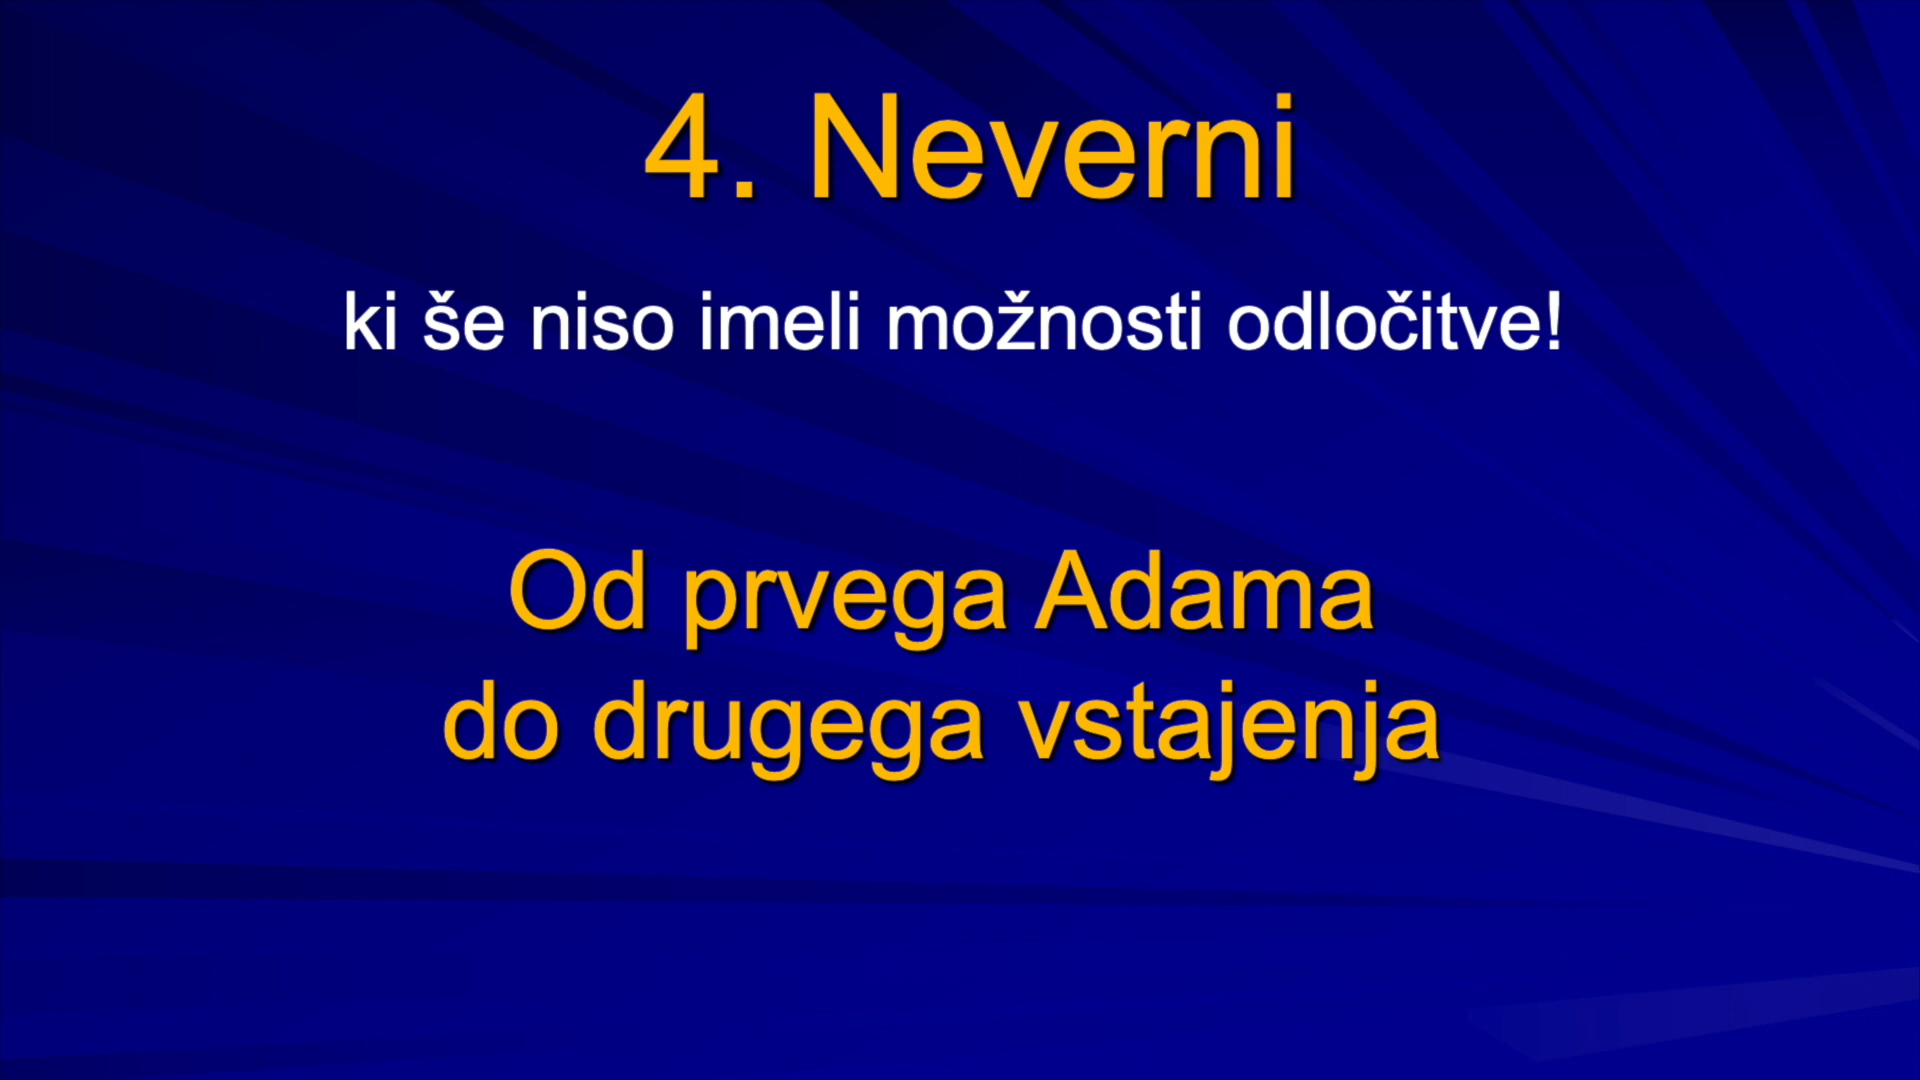 4. Neverni
ki še niso imeli možnosti odločitve!
Od prvega Adama
do drugega vstajenja